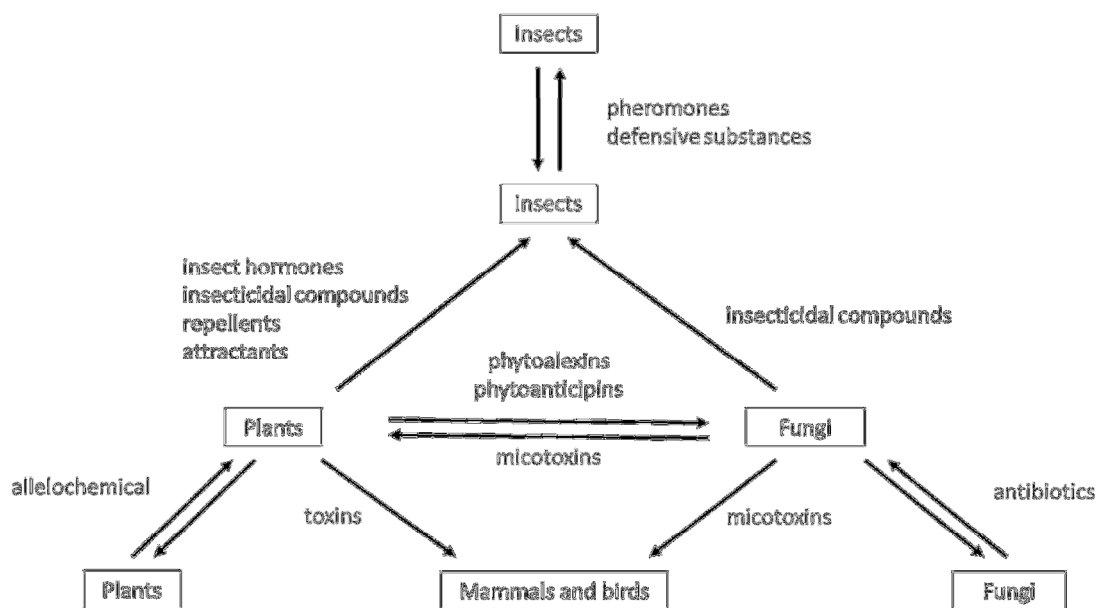 Insects
pheromones
defensive substances
Insects
insect hormones
insecticidal compounds
repellents
attractants
insecticidal compounds
phytoalexins
phytoanticipins
Plants
Fungi
micotoxins
allelochemical
toxins
micotoxins
antibiotics
Plants
Mammals and birds
Fungi